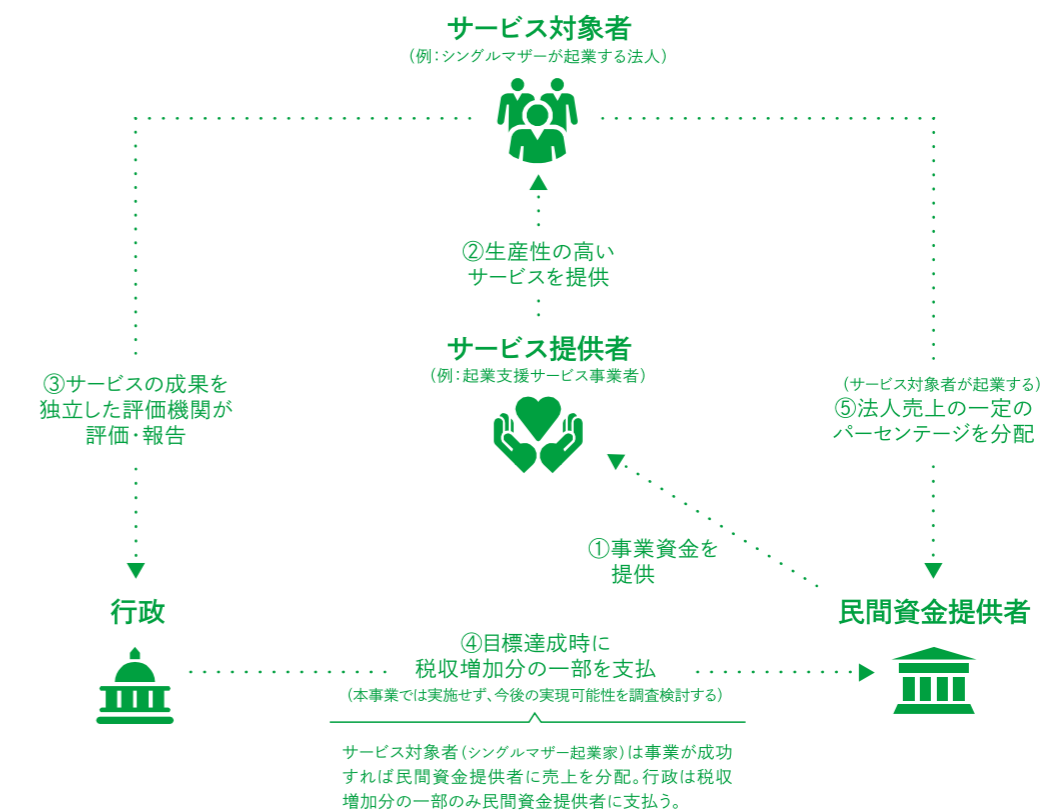 サービス対象者
(例:シングルマザーが起業する法人)
②生産性の高い
サービスを提供
サービス提供者
(例:起業支援サービス事業者)
③サービスの成果を
独立した評価機関が
評価・報告
(サービス対象者が起業する)
⑤法人売上の一定の
パーセンテージを分配
①事業資金を
提供
行政
民間資金提供者
④目標達成時に
税収増加分の一部を支払
(本事業では実施せず、今後の実現可能性を調査検討する)
サービス対象者(シングルマザー起業家)は事業が成功
すれば民間資金提供者に売上を分配。行政は税収
増加分の一部のみ民間資金提供者に支払う。